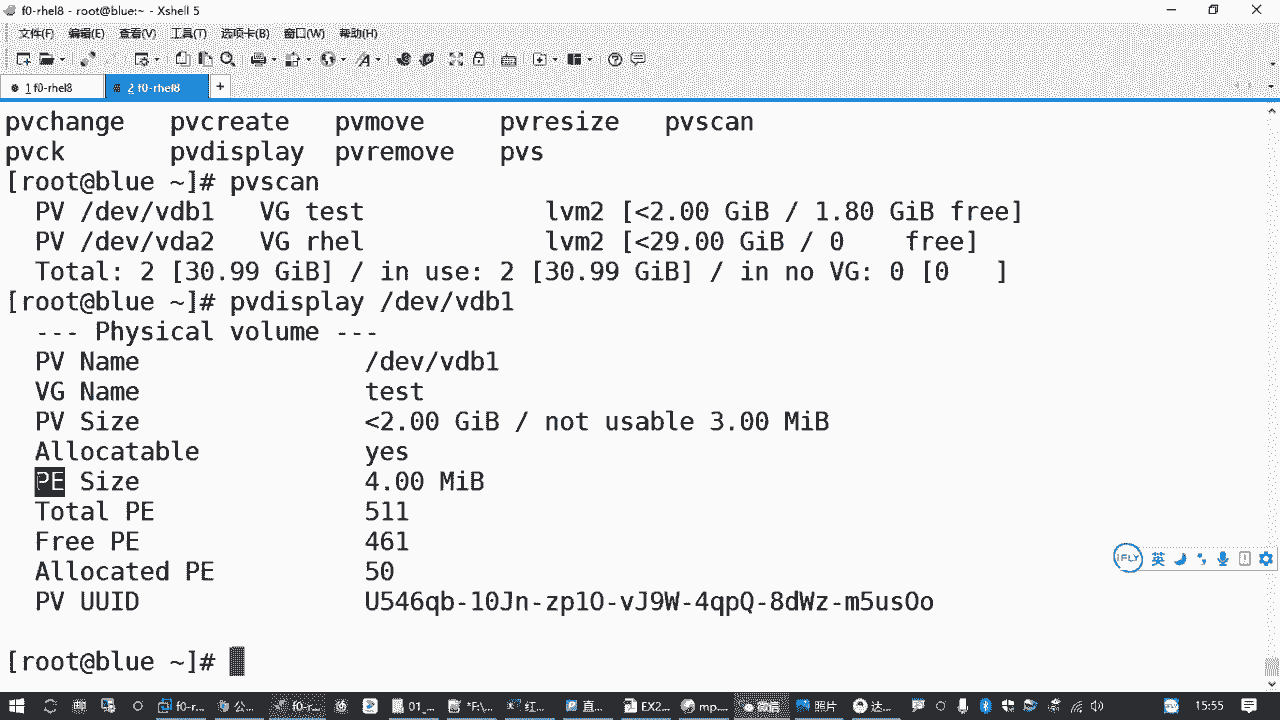 f0-rhel8 - root@blue:~ - Xshell 5
文件(F) 编辑(E) 查看(V) 工具(T) 选项卡(B) 窗口(W) 帮助(H)
1 f0-rhel8 2 f0-rhel8 +
pvchange pvcreate pvmove pvresize pvscan
pvck pvdisplay pvremove pvs
[root@blue ~]# pvscan
PV /dev/vdb1 VG test lvm2 [<2.00 GiB / 1.80 GiB free]
PV /dev/vda2 VG rhel lvm2 [<29.00 GiB / 0 free]
Total: 2 [30.99 GiB] / in use: 2 [30.99 GiB] / in no VG: 0 [0 ]
[root@blue ~]# pvdisplay /dev/vdb1
--- Physical volume ---
PV Name /dev/vdb1
VG Name test
PV Size <2.00 GiB / not usable 3.00 MiB
Allocatable yes
PE Size 4.00 MiB
Total PE 511
Free PE 461
Allocated PE 50
PV UUID U546qb-10Jn-zp1O-vJ9W-4qpQ-8dWz-m5usOo
[root@blue ~]#
iFLY 英
f0-r... 公... f0-r... 01_... *F:\... 红... 直... EX2... mp... 微信 照片 达... 15:55